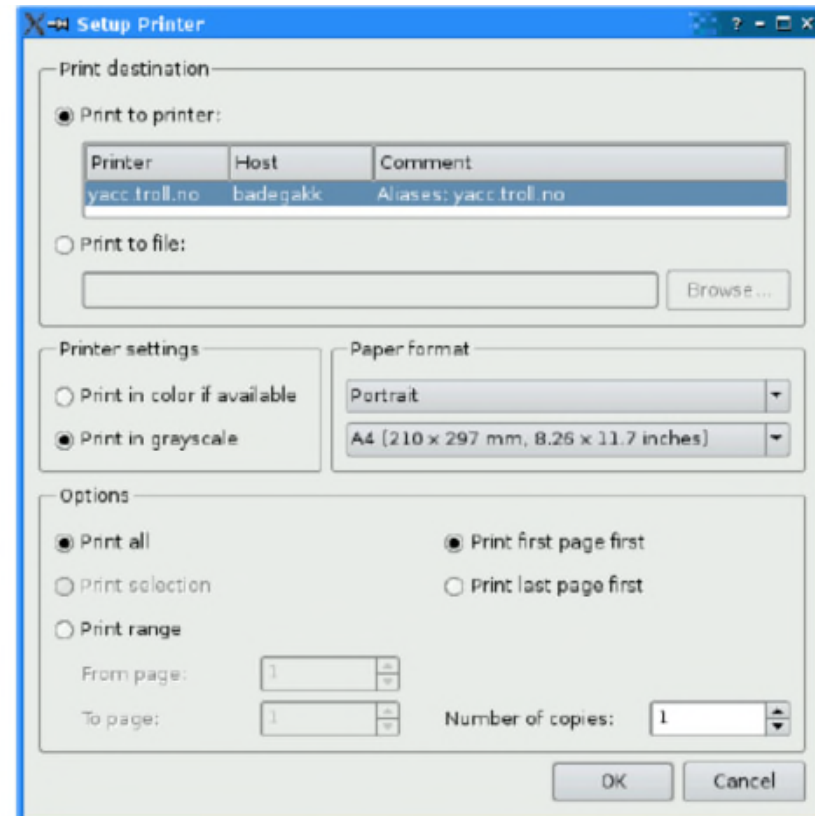 Setup Printer
Print destination
Print to printer:
Printer Host Comment
yacc.troll.no badegakk Aliases: yacc.troll.no
Print to file:
Browse...
Printer settings
Print in color if available
Print in grayscale
Paper format
Portrait
A4 (210 x 297 mm, 8.26 x 11.7 inches)
Options
Print all
Print selection
Print range
From page: 1
To page: 1
Print first page first
Print last page first
Number of copies: 1
OK Cancel